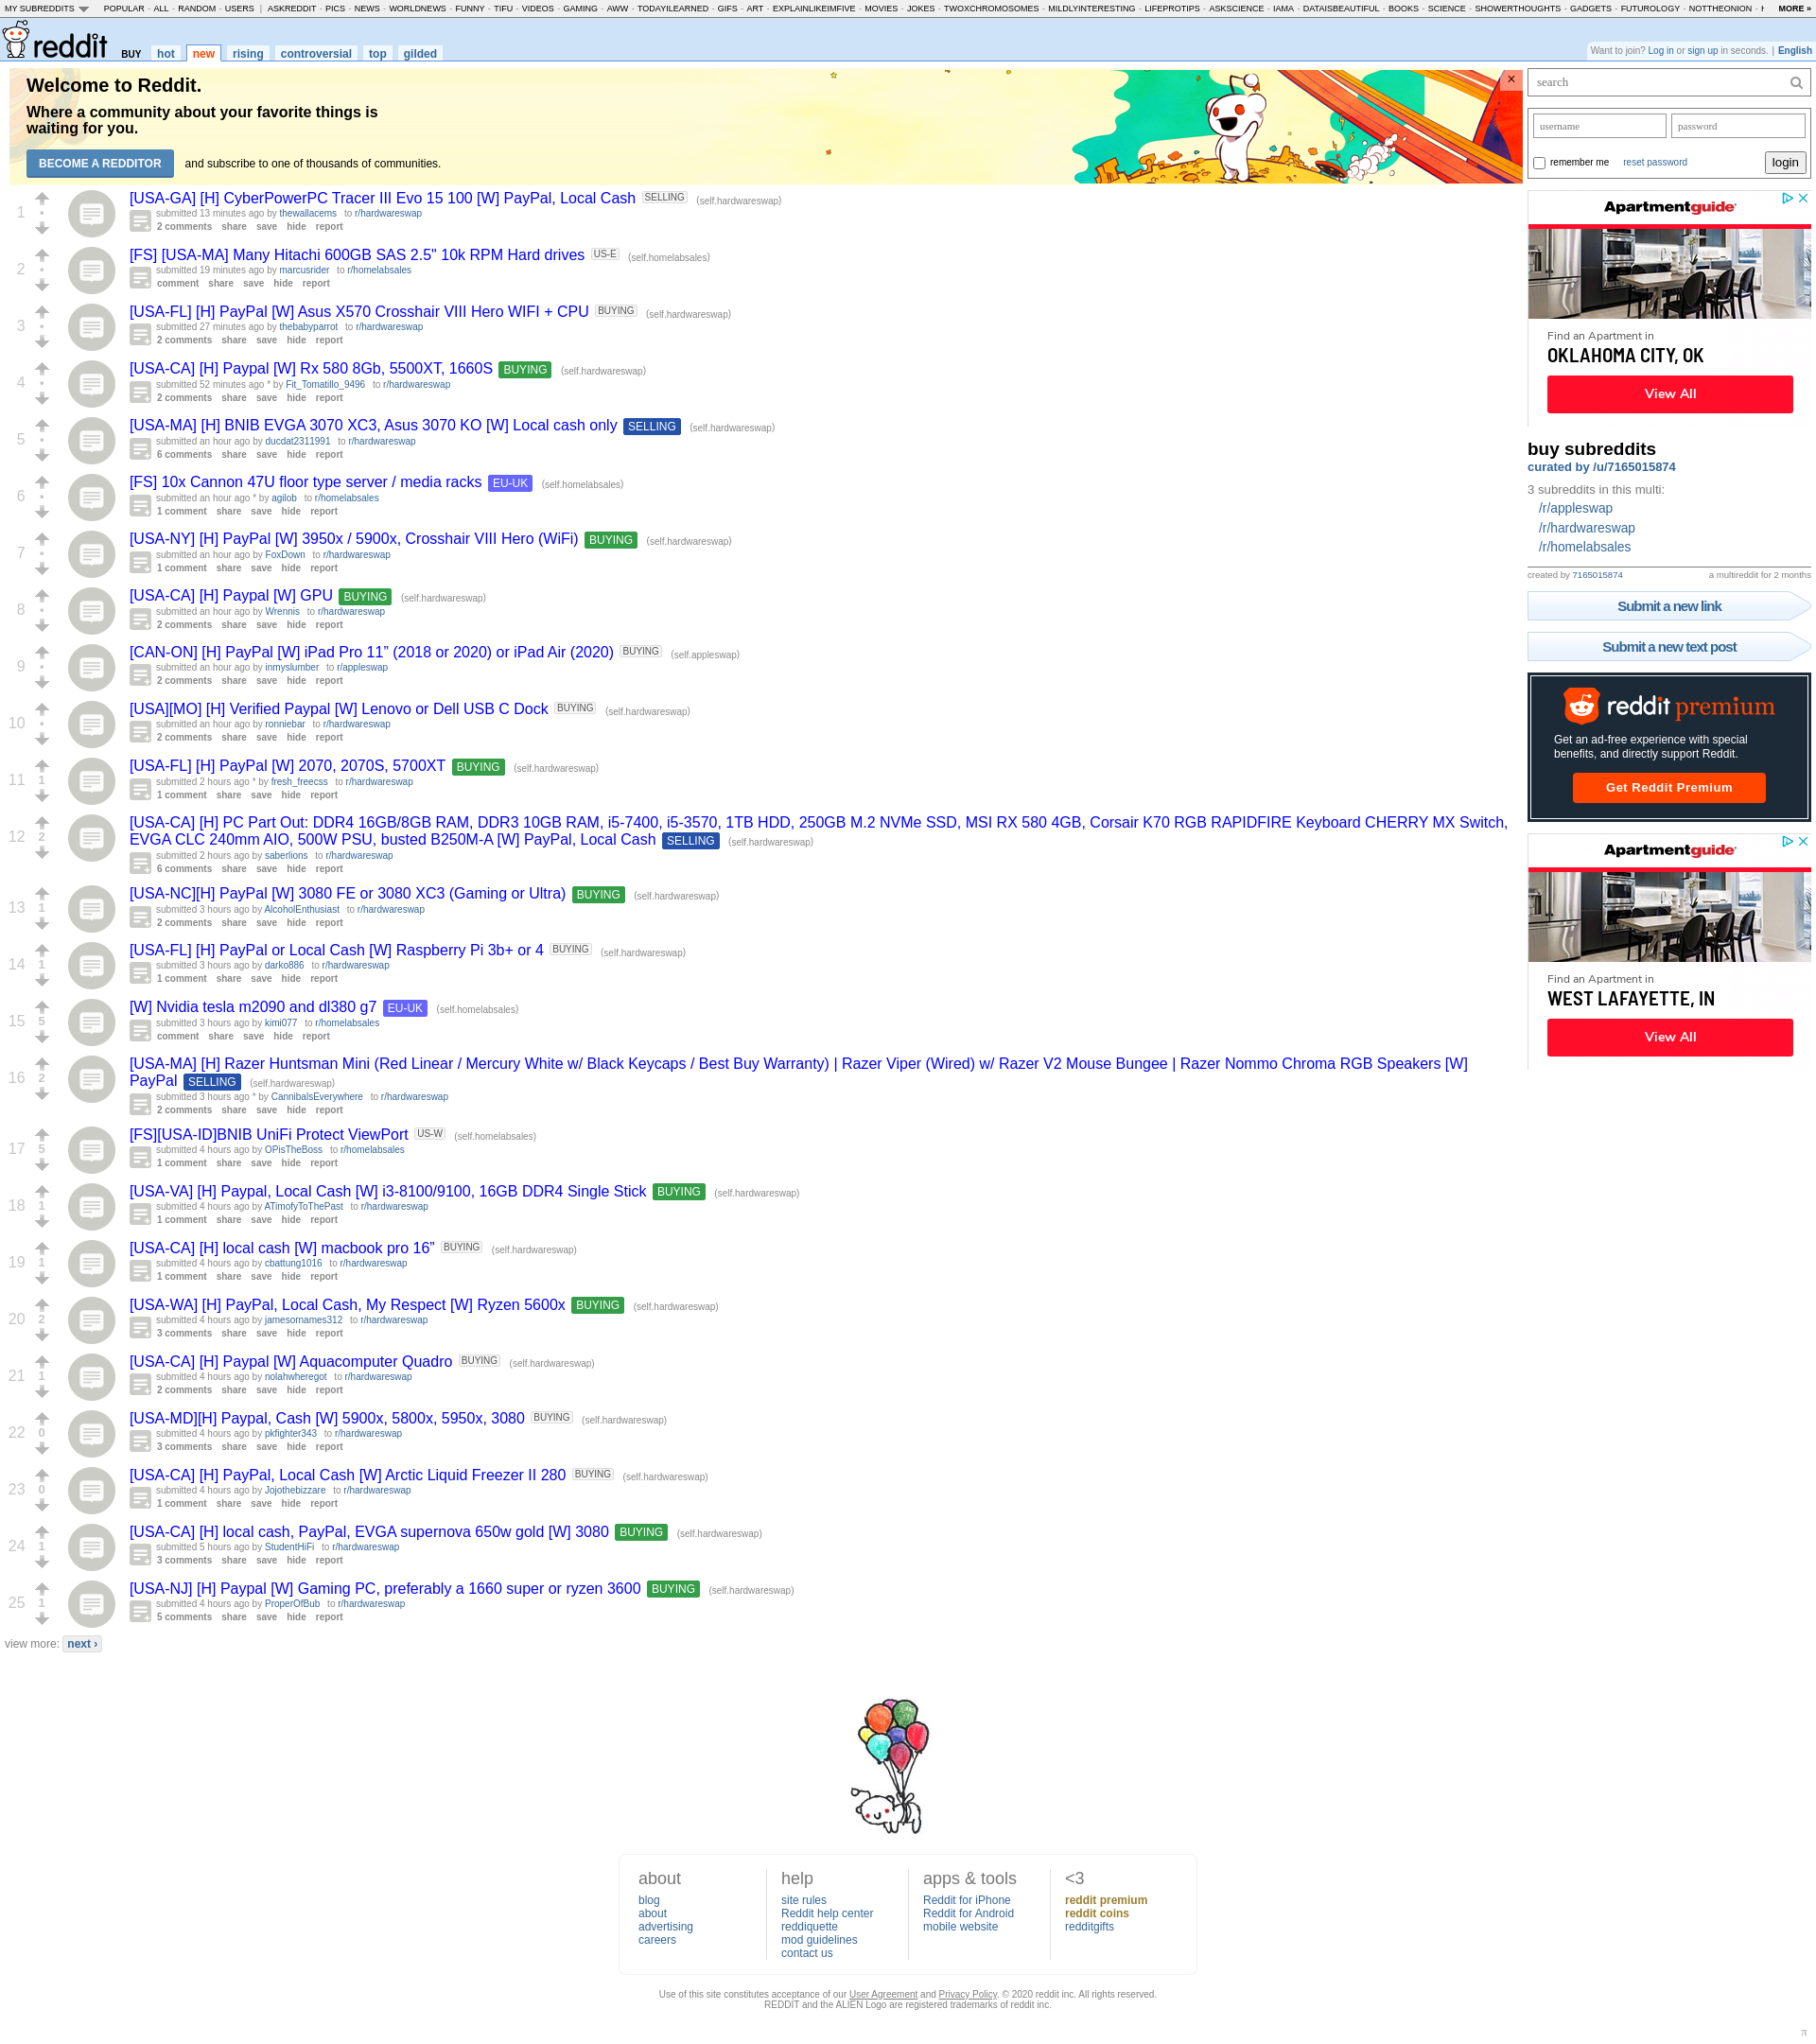 MY SUBREDDITS POPULAR - ALL - RANDOM - USERS | ASKREDDIT - PICS - NEWS - WORLDNEWS - FUNNY - TIFU - VIDEOS - GAMING - AWW - TODAYILEARNED - GIFS - ART - EXPLAINLIKEIMFIVE - MOVIES - JOKES - TWOXCHROMOSOMES - MILDLYINTERESTING - LIFEPROTIPS - ASKSCIENCE - IAMA - DATAISBEAUTIFUL - BOOKS - SCIENCE - SHOWERTHOUGHTS - GADGETS - FUTUROLOGY - NOTTHEONION - MORE »
reddit BUY hot new rising controversial top gilded
Want to join? Log in or sign up in seconds. | English
Welcome to Reddit.
Where a community about your favorite things is
waiting for you.
BECOME A REDDITOR and subscribe to one of thousands of communities.
1 [USA-GA] [H] CyberPowerPC Tracer III Evo 15 100 [W] PayPal, Local Cash SELLING (self.hardwareswap)
submitted 13 minutes ago by thewallacems to r/hardwareswap
2 comments share save hide report
2 [FS] [USA-MA] Many Hitachi 600GB SAS 2.5" 10k RPM Hard drives US-E (self.homelabsales)
submitted 19 minutes ago by marcusrider to r/homelabsales
comment share save hide report
3 [USA-FL] [H] PayPal [W] Asus X570 Crosshair VIII Hero WIFI + CPU BUYING (self.hardwareswap)
submitted 27 minutes ago by thebabyparrot to r/hardwareswap
2 comments share save hide report
4 [USA-CA] [H] Paypal [W] Rx 580 8Gb, 5500XT, 1660S BUYING (self.hardwareswap)
submitted 52 minutes ago * by Fit_Tomatillo_9496 to r/hardwareswap
2 comments share save hide report
5 [USA-MA] [H] BNIB EVGA 3070 XC3, Asus 3070 KO [W] Local cash only SELLING (self.hardwareswap)
submitted an hour ago by ducdat2311991 to r/hardwareswap
6 comments share save hide report
6 [FS] 10x Cannon 47U floor type server / media racks EU-UK (self.homelabsales)
submitted an hour ago * by agilob to r/homelabsales
1 comment share save hide report
7 [USA-NY] [H] PayPal [W] 3950x / 5900x, Crosshair VIII Hero (WiFi) BUYING (self.hardwareswap)
submitted an hour ago by FoxDown to r/hardwareswap
1 comment share save hide report
8 [USA-CA] [H] Paypal [W] GPU BUYING (self.hardwareswap)
submitted an hour ago by Wrennis to r/hardwareswap
2 comments share save hide report
9 [CAN-ON] [H] PayPal [W] iPad Pro 11” (2018 or 2020) or iPad Air (2020) BUYING (self.appleswap)
submitted an hour ago by inmyslumber to r/appleswap
2 comments share save hide report
10 [USA][MO] [H] Verified Paypal [W] Lenovo or Dell USB C Dock BUYING (self.hardwareswap)
submitted an hour ago by ronniebar to r/hardwareswap
2 comments share save hide report
11 1 [USA-FL] [H] PayPal [W] 2070, 2070S, 5700XT BUYING (self.hardwareswap)
submitted 2 hours ago * by fresh_freecss to r/hardwareswap
1 comment share save hide report
12 2 [USA-CA] [H] PC Part Out: DDR4 16GB/8GB RAM, DDR3 10GB RAM, i5-7400, i5-3570, 1TB HDD, 250GB M.2 NVMe SSD, MSI RX 580 4GB, Corsair K70 RGB RAPIDFIRE Keyboard CHERRY MX Switch,
EVGA CLC 240mm AIO, 500W PSU, busted B250M-A [W] PayPal, Local Cash SELLING (self.hardwareswap)
submitted 2 hours ago by saberlions to r/hardwareswap
6 comments share save hide report
13 1 [USA-NC][H] PayPal [W] 3080 FE or 3080 XC3 (Gaming or Ultra) BUYING (self.hardwareswap)
submitted 3 hours ago by AlcoholEnthusiast to r/hardwareswap
2 comments share save hide report
14 1 [USA-FL] [H] PayPal or Local Cash [W] Raspberry Pi 3b+ or 4 BUYING (self.hardwareswap)
submitted 3 hours ago by darko886 to r/hardwareswap
1 comment share save hide report
15 5 [W] Nvidia tesla m2090 and dl380 g7 EU-UK (self.homelabsales)
submitted 3 hours ago by kimi077 to r/homelabsales
comment share save hide report
16 2 [USA-MA] [H] Razer Huntsman Mini (Red Linear / Mercury White w/ Black Keycaps / Best Buy Warranty) | Razer Viper (Wired) w/ Razer V2 Mouse Bungee | Razer Nommo Chroma RGB Speakers [W]
PayPal SELLING (self.hardwareswap)
submitted 3 hours ago * by CannibalsEverywhere to r/hardwareswap
2 comments share save hide report
17 5 [FS][USA-ID]BNIB UniFi Protect ViewPort US-W (self.homelabsales)
submitted 4 hours ago by OPisTheBoss to r/homelabsales
1 comment share save hide report
18 1 [USA-VA] [H] Paypal, Local Cash [W] i3-8100/9100, 16GB DDR4 Single Stick BUYING (self.hardwareswap)
submitted 4 hours ago by ATimofyToThePast to r/hardwareswap
1 comment share save hide report
19 1 [USA-CA] [H] local cash [W] macbook pro 16” BUYING (self.hardwareswap)
submitted 4 hours ago by cbattung1016 to r/hardwareswap
1 comment share save hide report
20 2 [USA-WA] [H] PayPal, Local Cash, My Respect [W] Ryzen 5600x BUYING (self.hardwareswap)
submitted 4 hours ago by jamesornames312 to r/hardwareswap
3 comments share save hide report
21 1 [USA-CA] [H] Paypal [W] Aquacomputer Quadro BUYING (self.hardwareswap)
submitted 4 hours ago by nolahwheregot to r/hardwareswap
2 comments share save hide report
22 0 [USA-MD][H] Paypal, Cash [W] 5900x, 5800x, 5950x, 3080 BUYING (self.hardwareswap)
submitted 4 hours ago by pkfighter343 to r/hardwareswap
3 comments share save hide report
23 0 [USA-CA] [H] PayPal, Local Cash [W] Arctic Liquid Freezer II 280 BUYING (self.hardwareswap)
submitted 4 hours ago by Jojothebizzare to r/hardwareswap
1 comment share save hide report
24 1 [USA-CA] [H] local cash, PayPal, EVGA supernova 650w gold [W] 3080 BUYING (self.hardwareswap)
submitted 5 hours ago by StudentHiFi to r/hardwareswap
3 comments share save hide report
25 1 [USA-NJ] [H] Paypal [W] Gaming PC, preferably a 1660 super or ryzen 3600 BUYING (self.hardwareswap)
submitted 4 hours ago by ProperOfBub to r/hardwareswap
5 comments share save hide report
view more: next ›
search
username password
remember me reset password login
Apartmentguide
Find an Apartment in
OKLAHOMA CITY, OK
View All
buy subreddits
curated by /u/7165015874
3 subreddits in this multi:
/r/appleswap
/r/hardwareswap
/r/homelabsales
created by 7165015874 a multireddit for 2 months
Submit a new link
Submit a new text post
reddit premium
Get an ad-free experience with special
benefits, and directly support Reddit.
Get Reddit Premium
Apartmentguide
Find an Apartment in
WEST LAFAYETTE, IN
View All
about
blog
about
advertising
careers
help
site rules
Reddit help center
reddiquette
mod guidelines
contact us
apps & tools
Reddit for iPhone
Reddit for Android
mobile website
<3
reddit premium
reddit coins
redditgifts
Use of this site constitutes acceptance of our User Agreement and Privacy Policy. © 2020 reddit inc. All rights reserved.
REDDIT and the ALIEN Logo are registered trademarks of reddit inc.
π